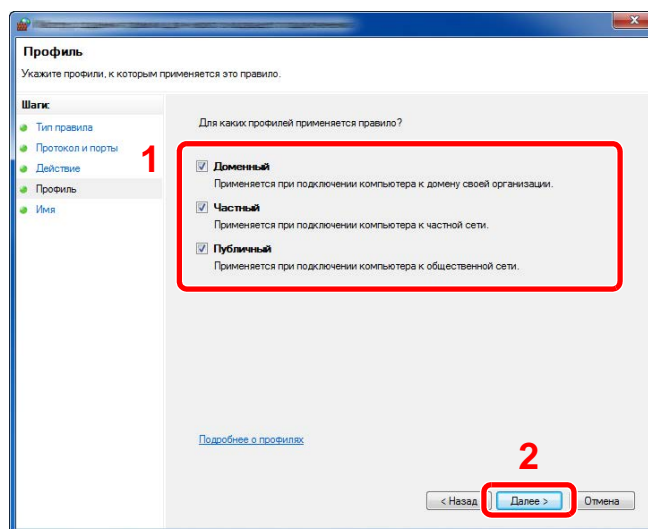 Профиль
Укажите профили, к которым применяется это правило.
Шаги:
Тип правила
Протокол и порты
Действие
Профиль
Имя
Для каких профилей применяется правило?
1
Доменный
Применяется при подключении компьютера к домену своей организации.
Частный
Применяется при подключении компьютера к частной сети.
Публичный
Применяется при подключении компьютера к общественной сети.
Подробнее о профилях
2
< Назад
Далее >
Отмена